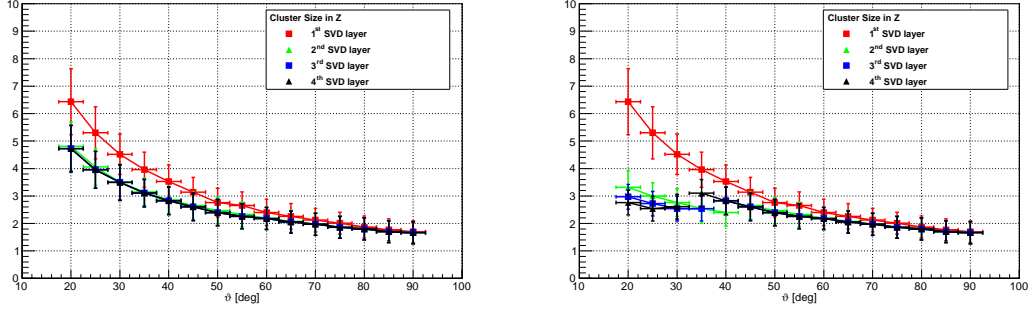 Cluster Size in Z
1st SVD layer
2nd SVD layer
3rd SVD layer
4th SVD layer
10
9
8
7
6
5
4
3
2
1
0
10 20 30 40 50 60 70 80 90 100
ϑ [deg]
Cluster Size in Z
1st SVD layer
2nd SVD layer
3rd SVD layer
4th SVD layer
10
9
8
7
6
5
4
3
2
1
0
10 20 30 40 50 60 70 80 90 100
ϑ [deg]